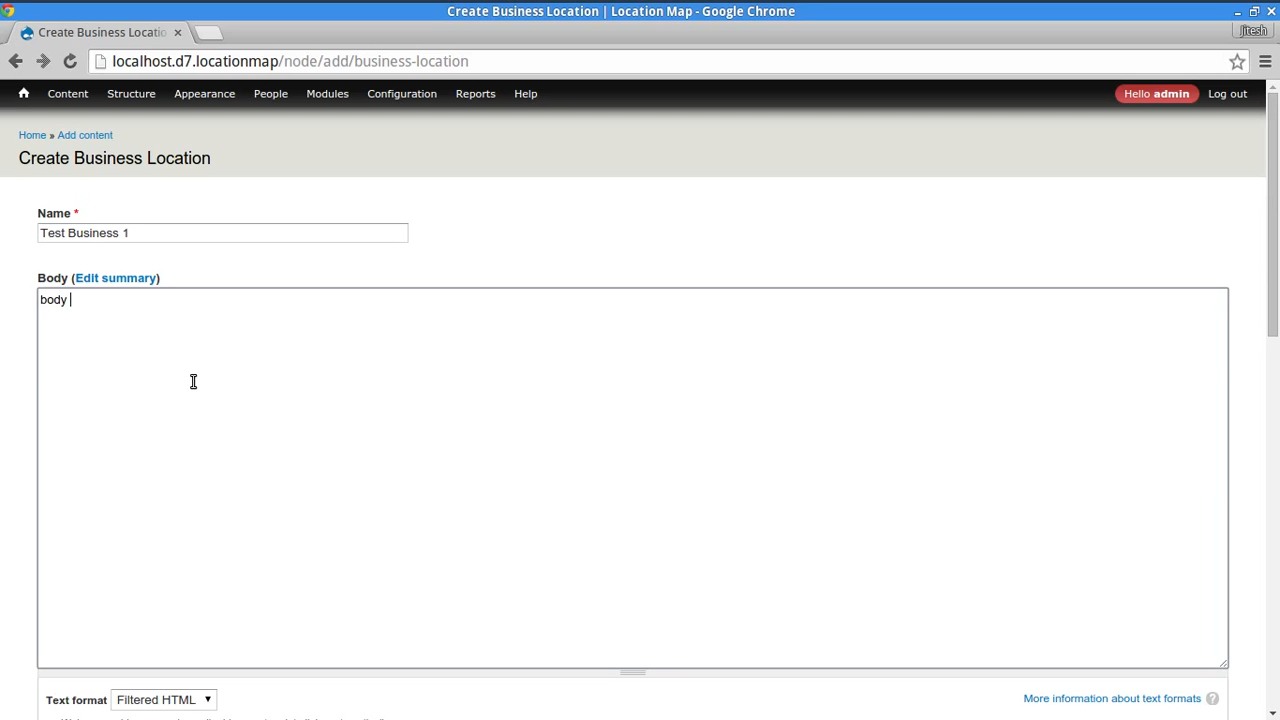 Create Business Location | Location Map - Google Chrome
Create Business Locatio
Jitesh
localhost.d7.locationmap/node/add/business-location
Content Structure Appearance People Modules Configuration Reports Help Hello admin Log out
Home » Add content
Create Business Location
Name *
Test Business 1
Body (Edit summary)
body
Text format Filtered HTML More information about text formats ?